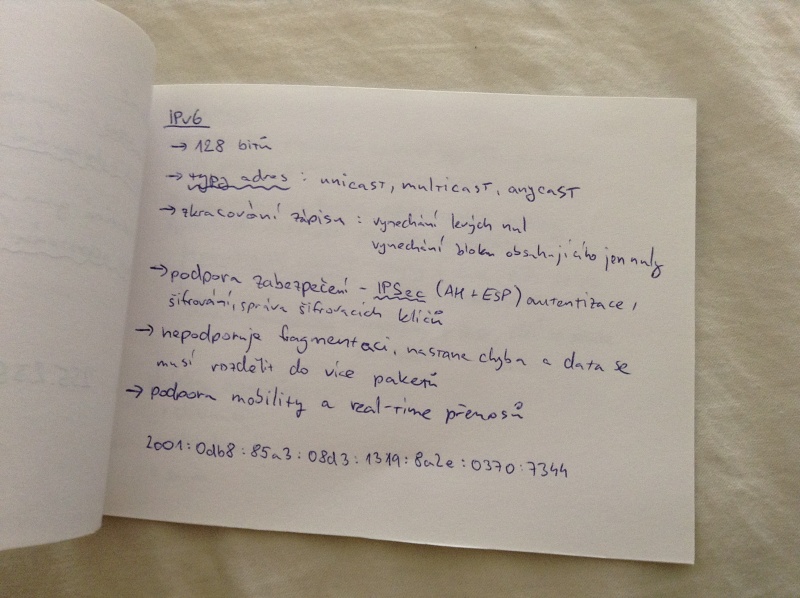 IPv6
→ 128 bitů
→ typy adres : unicast, multicast, anycast
→ zkracování zápisu : vynechání levých nul
vynechání bloku obsahujícího jen nuly
→ podpora zabezpečení - IPSec (AH + ESP) autentizace,
šifrování, správa šifrovacích klíčů
→ nepodporuje fragmentaci, nastane chyba a data se
musí rozdělit do více paketů
→ podpora mobility a real-time přenosů
2001:0db8:85a3:08d3:1319:8a2e:0370:7344